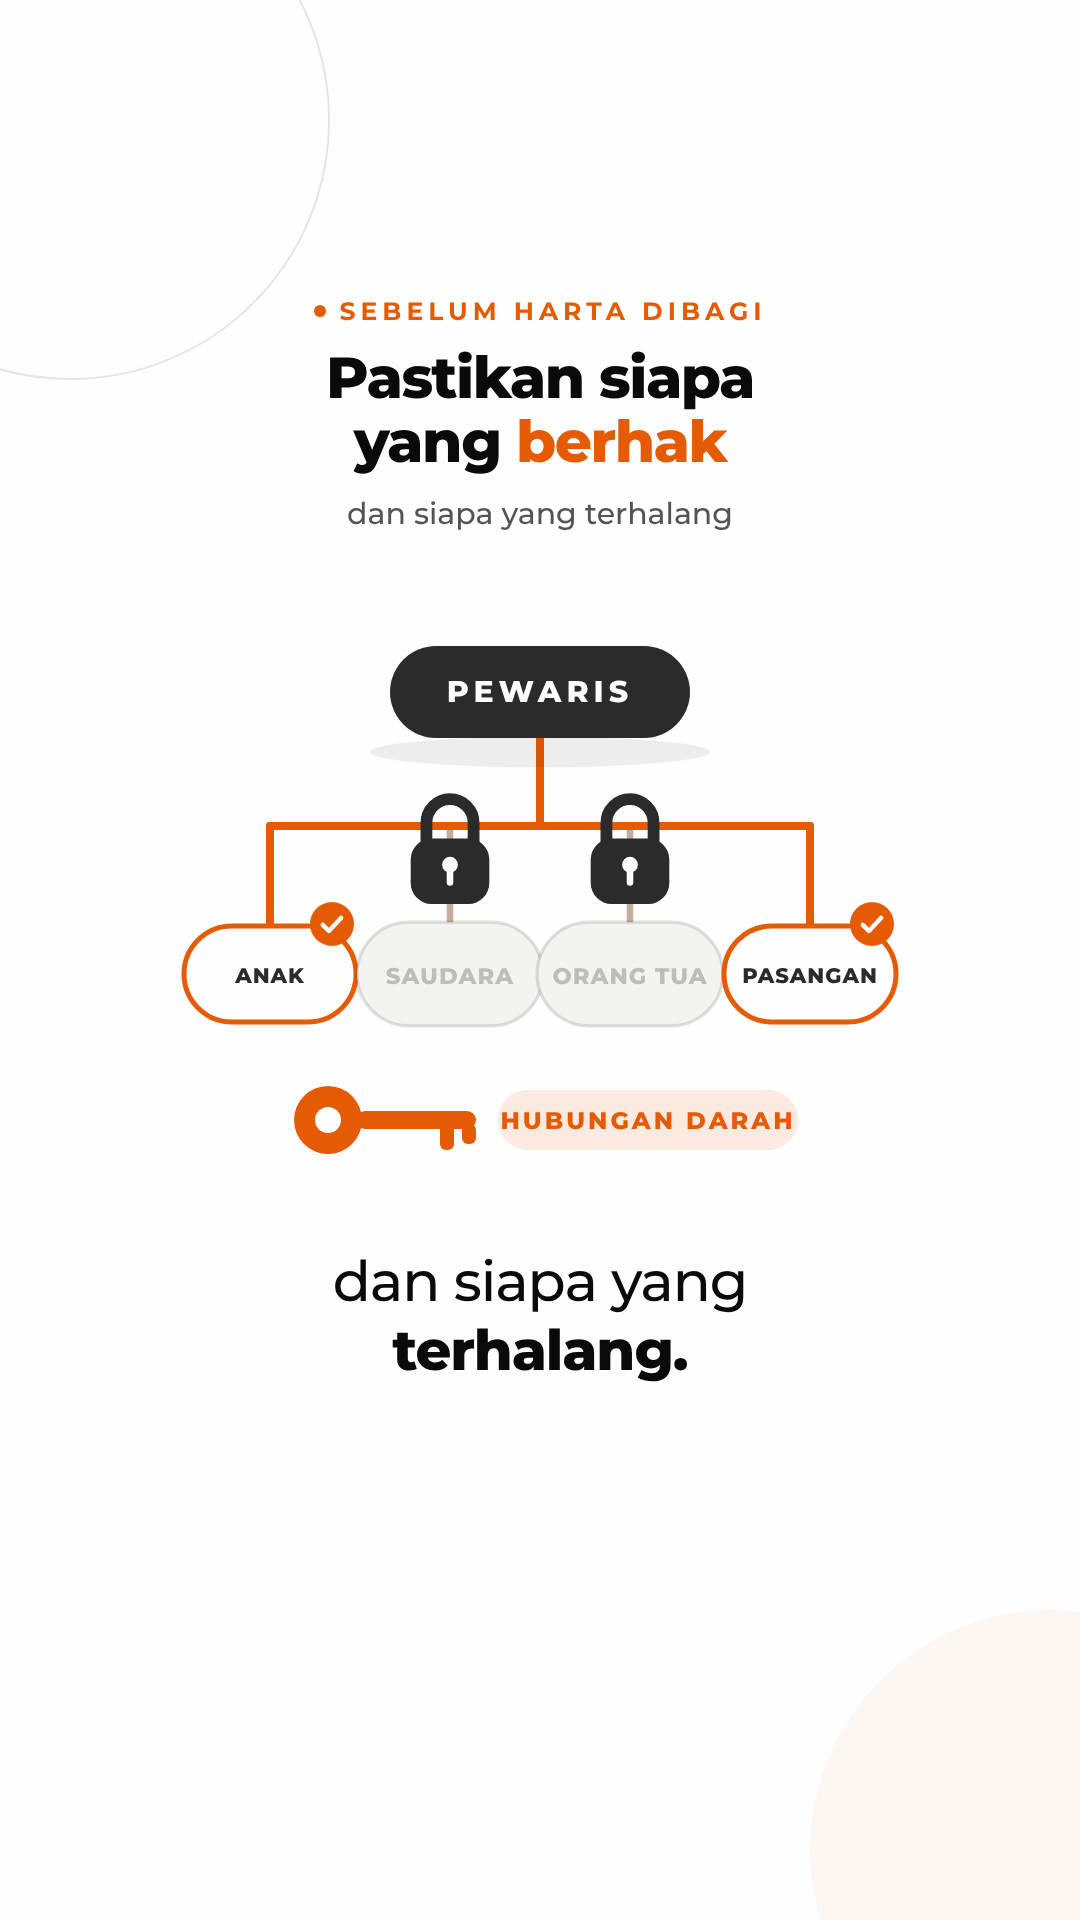 SEBELUM HARTA DIBAGI
Pastikan siapa
yang berhak
dan siapa yang terhalang
PEWARIS
ANAK
SAUDARA
ORANG TUA
PASANGAN
HUBUNGAN DARAH
dan siapa yang
terhalang.